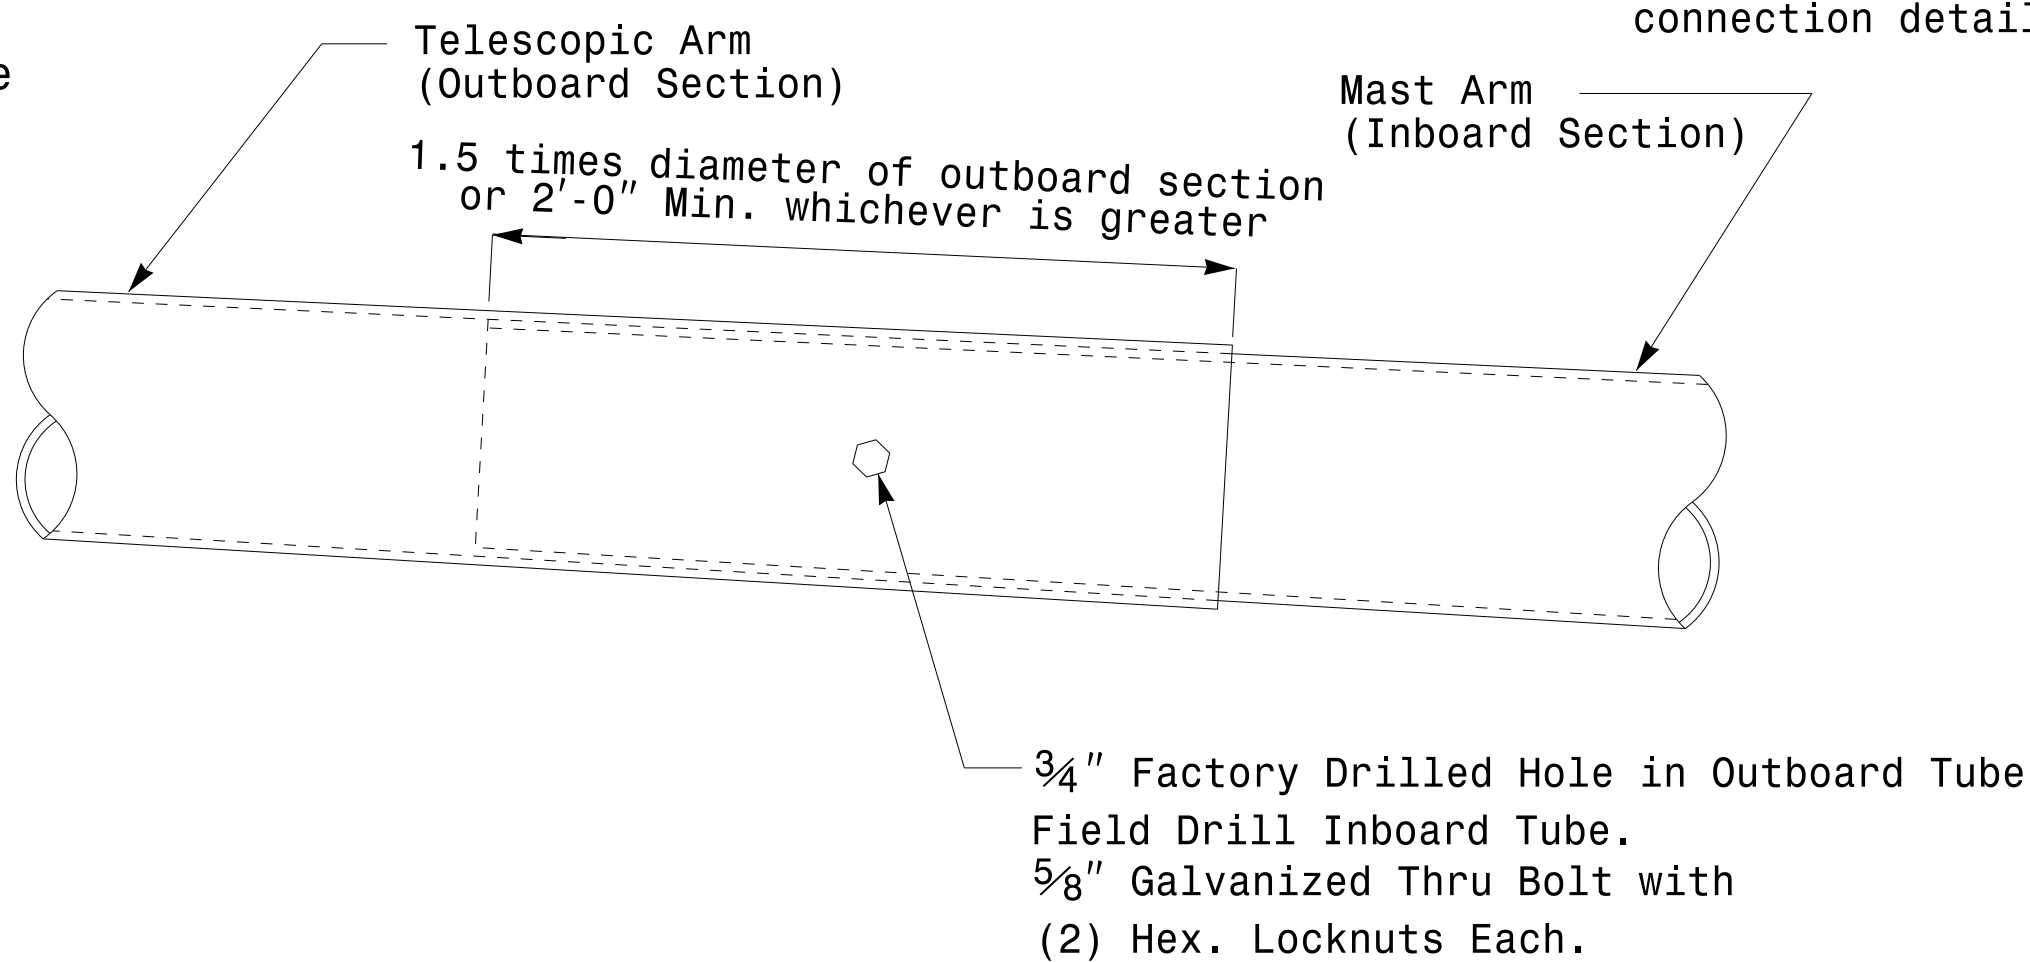 connection detail
Telescopic Arm
(Outboard Section)
e
Mast Arm
(Inboard Section)
1.5 times diameter of outboard section
or 2'-0" Min. whichever is greater
3/4" Factory Drilled Hole in Outboard Tube
Field Drill Inboard Tube.
5/8" Galvanized Thru Bolt with
(2) Hex. Locknuts Each.